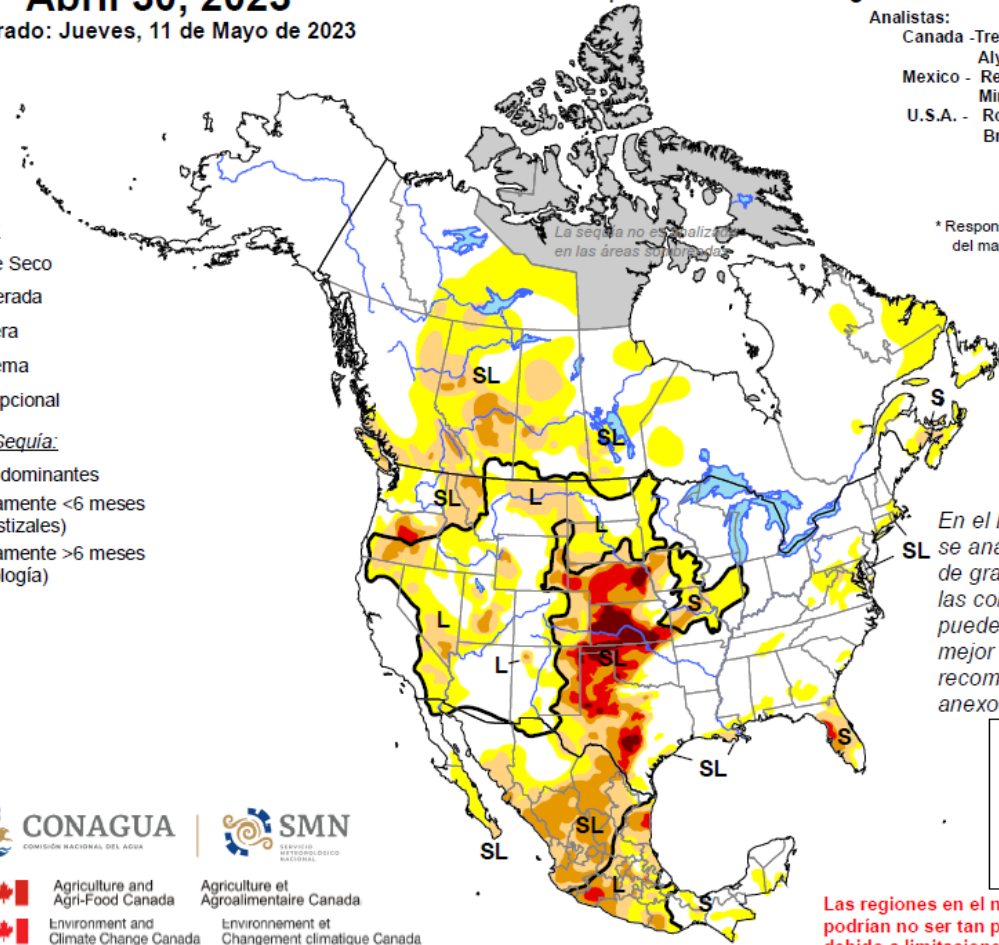 Abril 30, 2023
rado: Jueves, 11 de Mayo de 2023
Analistas:
Canada -Tre
Aly
Mexico - Re
Min
U.S.A. - Ro
Br
* Respon
del ma
La sequía no es analizada
en las áreas sombreadas
e Seco
erada
era
ema
pcional
Sequía:
dominantes
amente <6 meses
stizales)
amente >6 meses
ología)
SL
S
SL
SL
L
L
SL
S
L
L
SL
S
SL
SL
SL
L
S
En el
se aná
de gra
las co
puede
mejor
recom
anexo
CONAGUA
COMISIÓN NACIONAL DEL AGUA
SMN
SERVICIO
METEOROLÓGICO
NACIONAL
Agriculture and
Agri-Food Canada
Agriculture et
Agroalimentaire Canada
Environment and
Climate Change Canada
Environnement et
Changement climatique Canada
Las regiones en el n
podrían no ser tan p
debido a limitacion